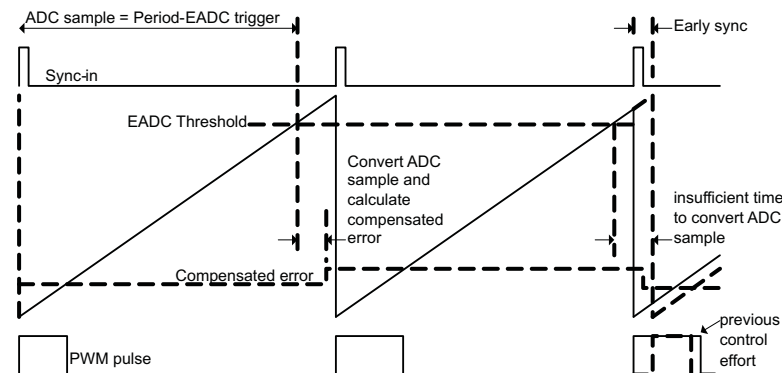 ADC sample = Period-EADC trigger
Early sync
Sync-in
EADC Threshold
Convert ADC
sample and
calculate
compensated
error
insufficient time
to convert ADC
sample
Compensated error
PWM pulse
previous
control
effort